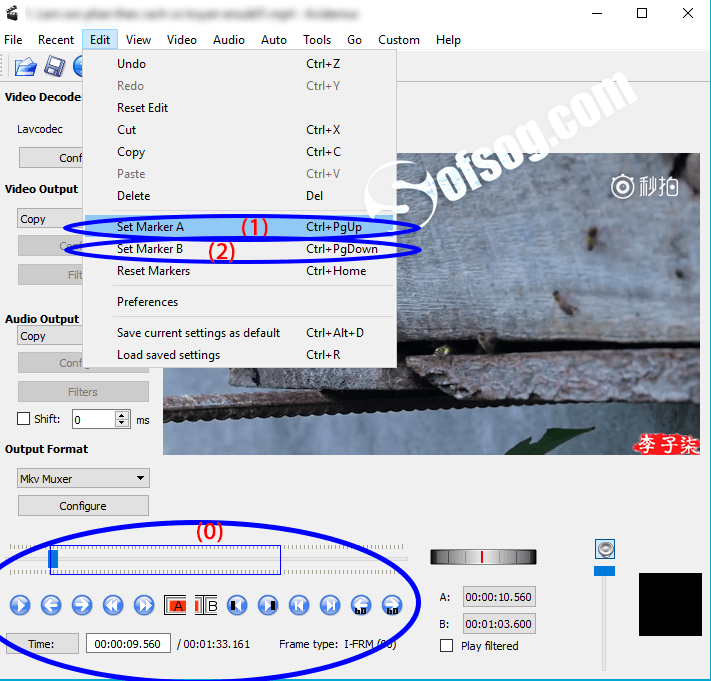 File Recent Edit View Video Audio Auto Tools Go Custom Help
Undo Ctrl+Z
Redo Ctrl+Y
Reset Edit
Cut Ctrl+X
Copy Ctrl+C
Paste Ctrl+V
Delete Del
Set Marker A (1) Ctrl+PgUp
Set Marker B (2) Ctrl+PgDown
Reset Markers Ctrl+Home
Preferences
Save current settings as default Ctrl+Alt+D
Load saved settings Ctrl+R
Video Decode
Lavcodec
Conf
Video Output
Copy
Conf
Filt
Audio Output
Copy
Conf
Filters
Shift: 0 ms
Output Format
Mkv Muxer
Configure
Sofsog.com
秒拍
李子柒
(0)
A B
60 60
Time: 00:00:09.560 / 00:01:33.161 Frame type: I-FRM (00)
A: 00:00:10.560
B: 00:01:03.600
Play filtered